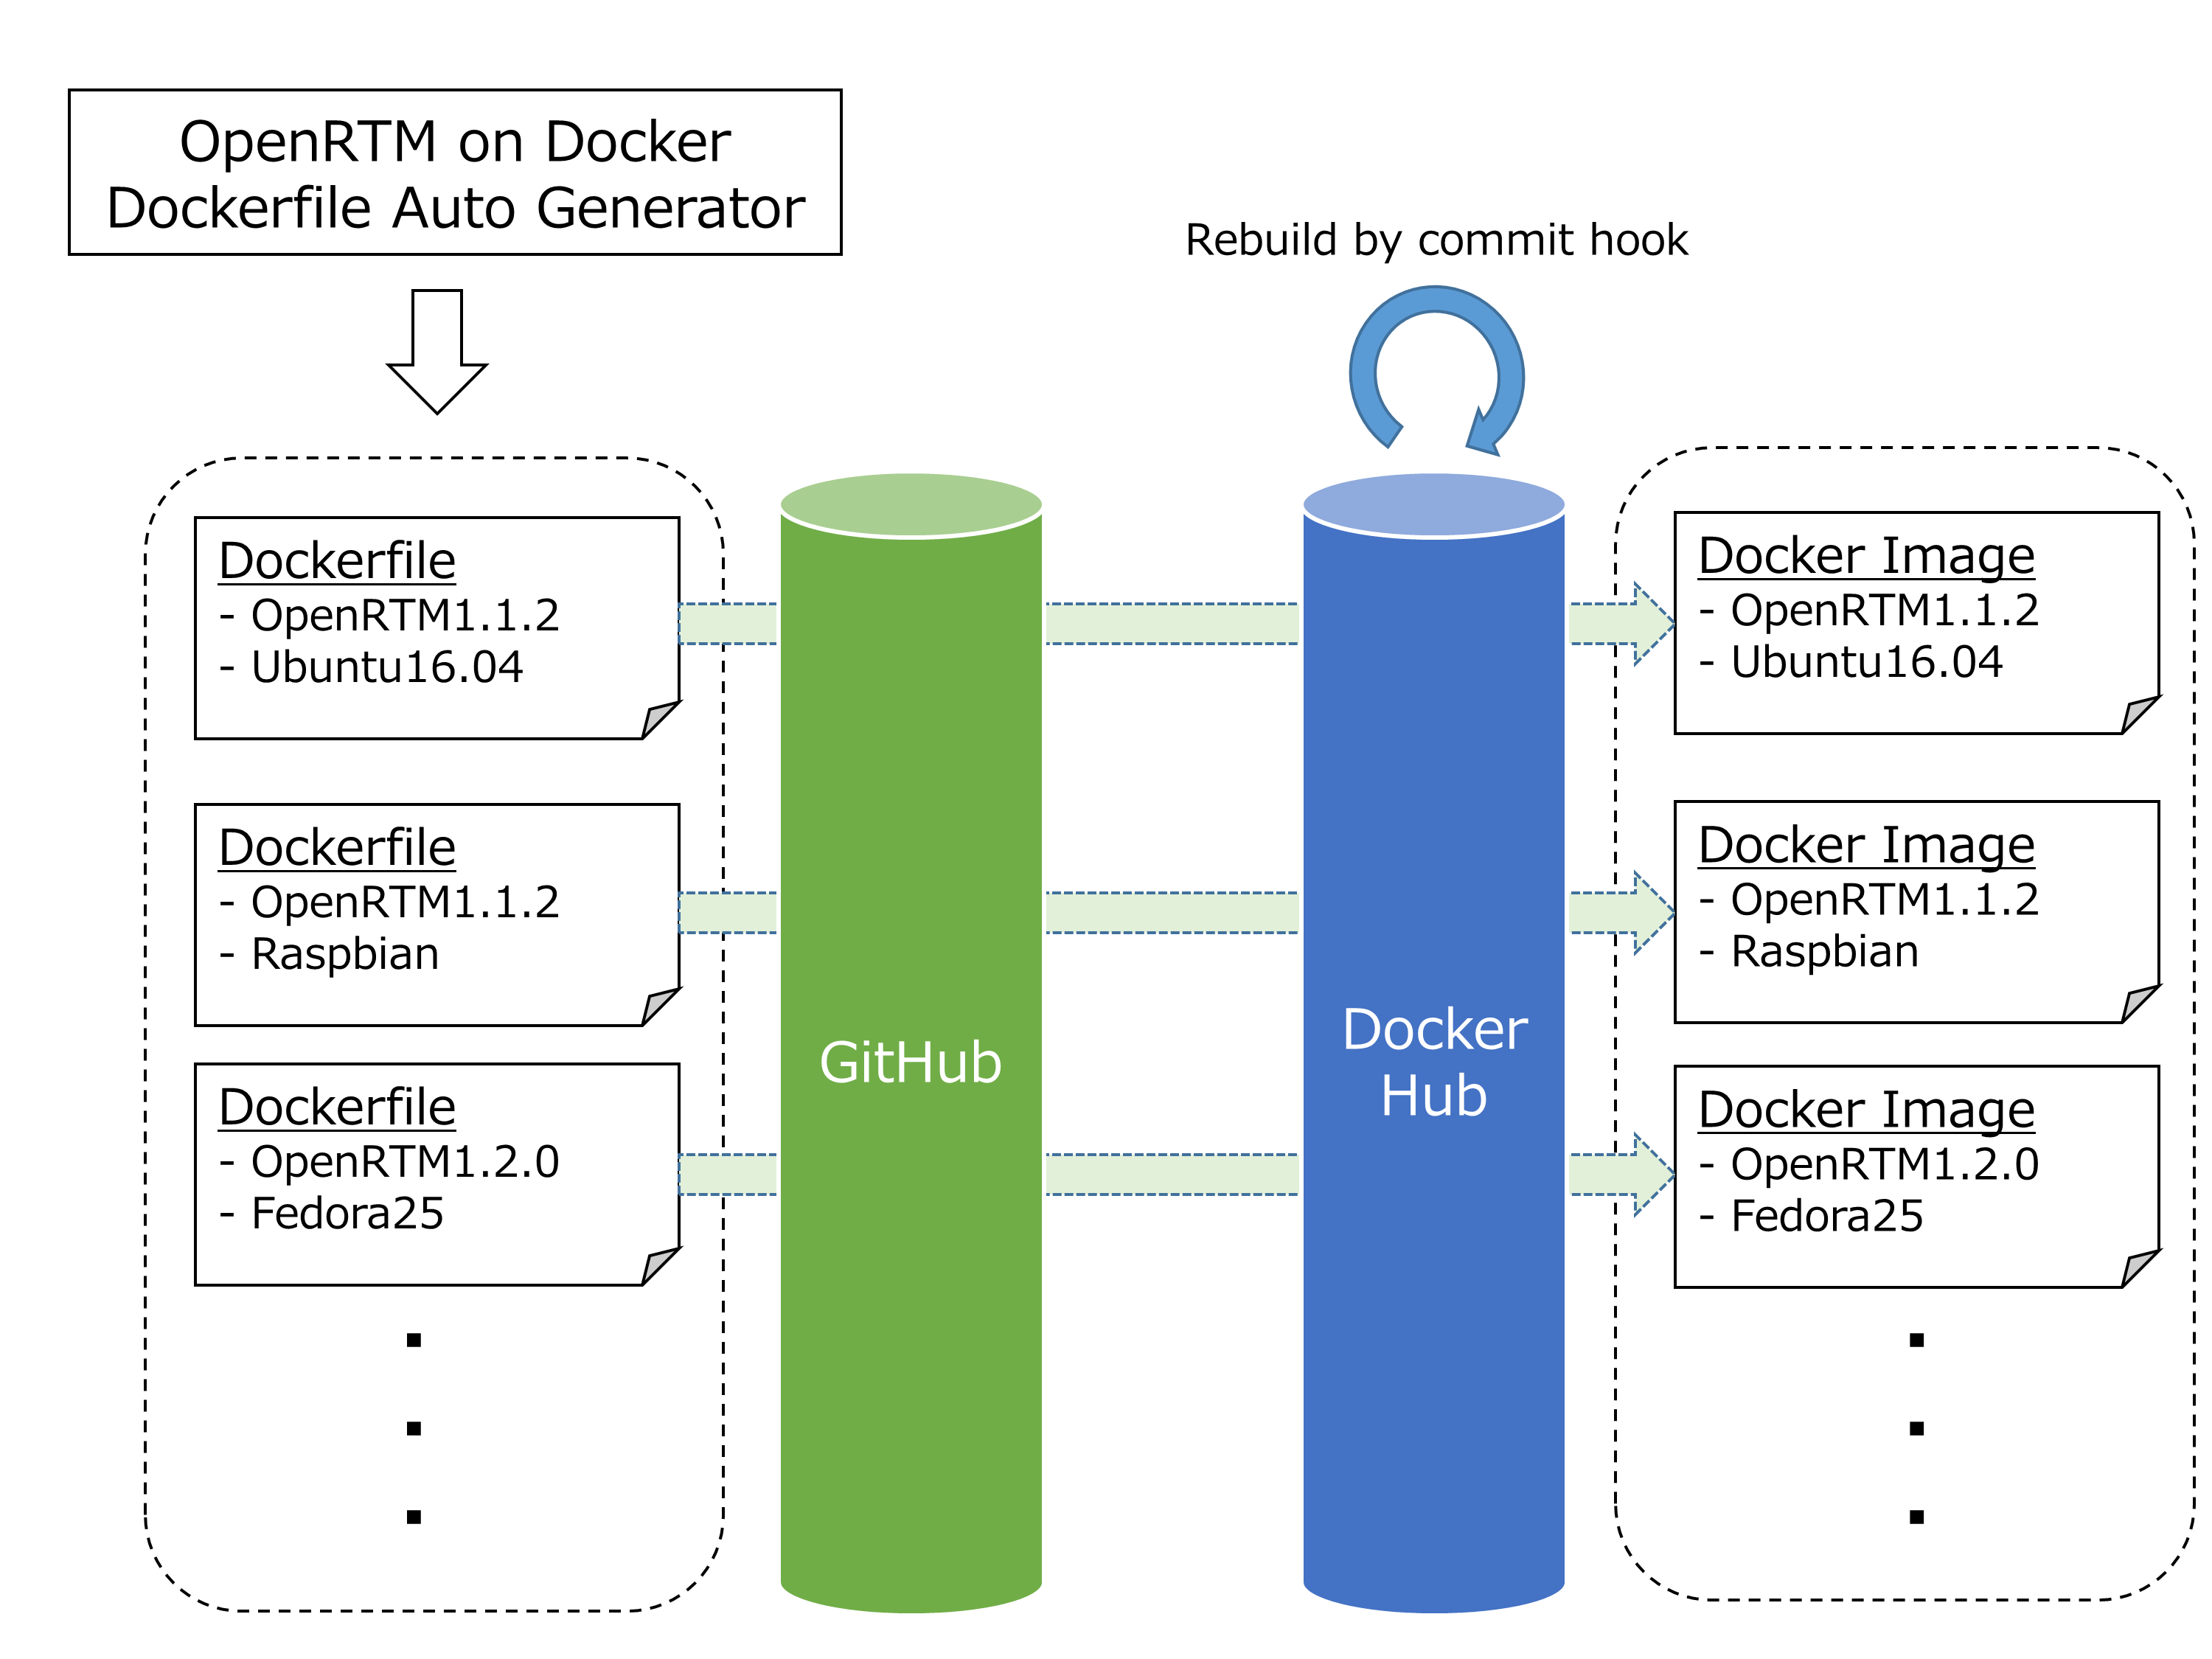 OpenRTM on Docker
Dockerfile Auto Generator
Rebuild by commit hook
Dockerfile
- OpenRTM1.1.2
- Ubuntu16.04
Dockerfile
- OpenRTM1.1.2
- Raspbian
Dockerfile
- OpenRTM1.2.0
- Fedora25
GitHub
Docker
Hub
Docker Image
- OpenRTM1.1.2
- Ubuntu16.04
Docker Image
- OpenRTM1.1.2
- Raspbian
Docker Image
- OpenRTM1.2.0
- Fedora25